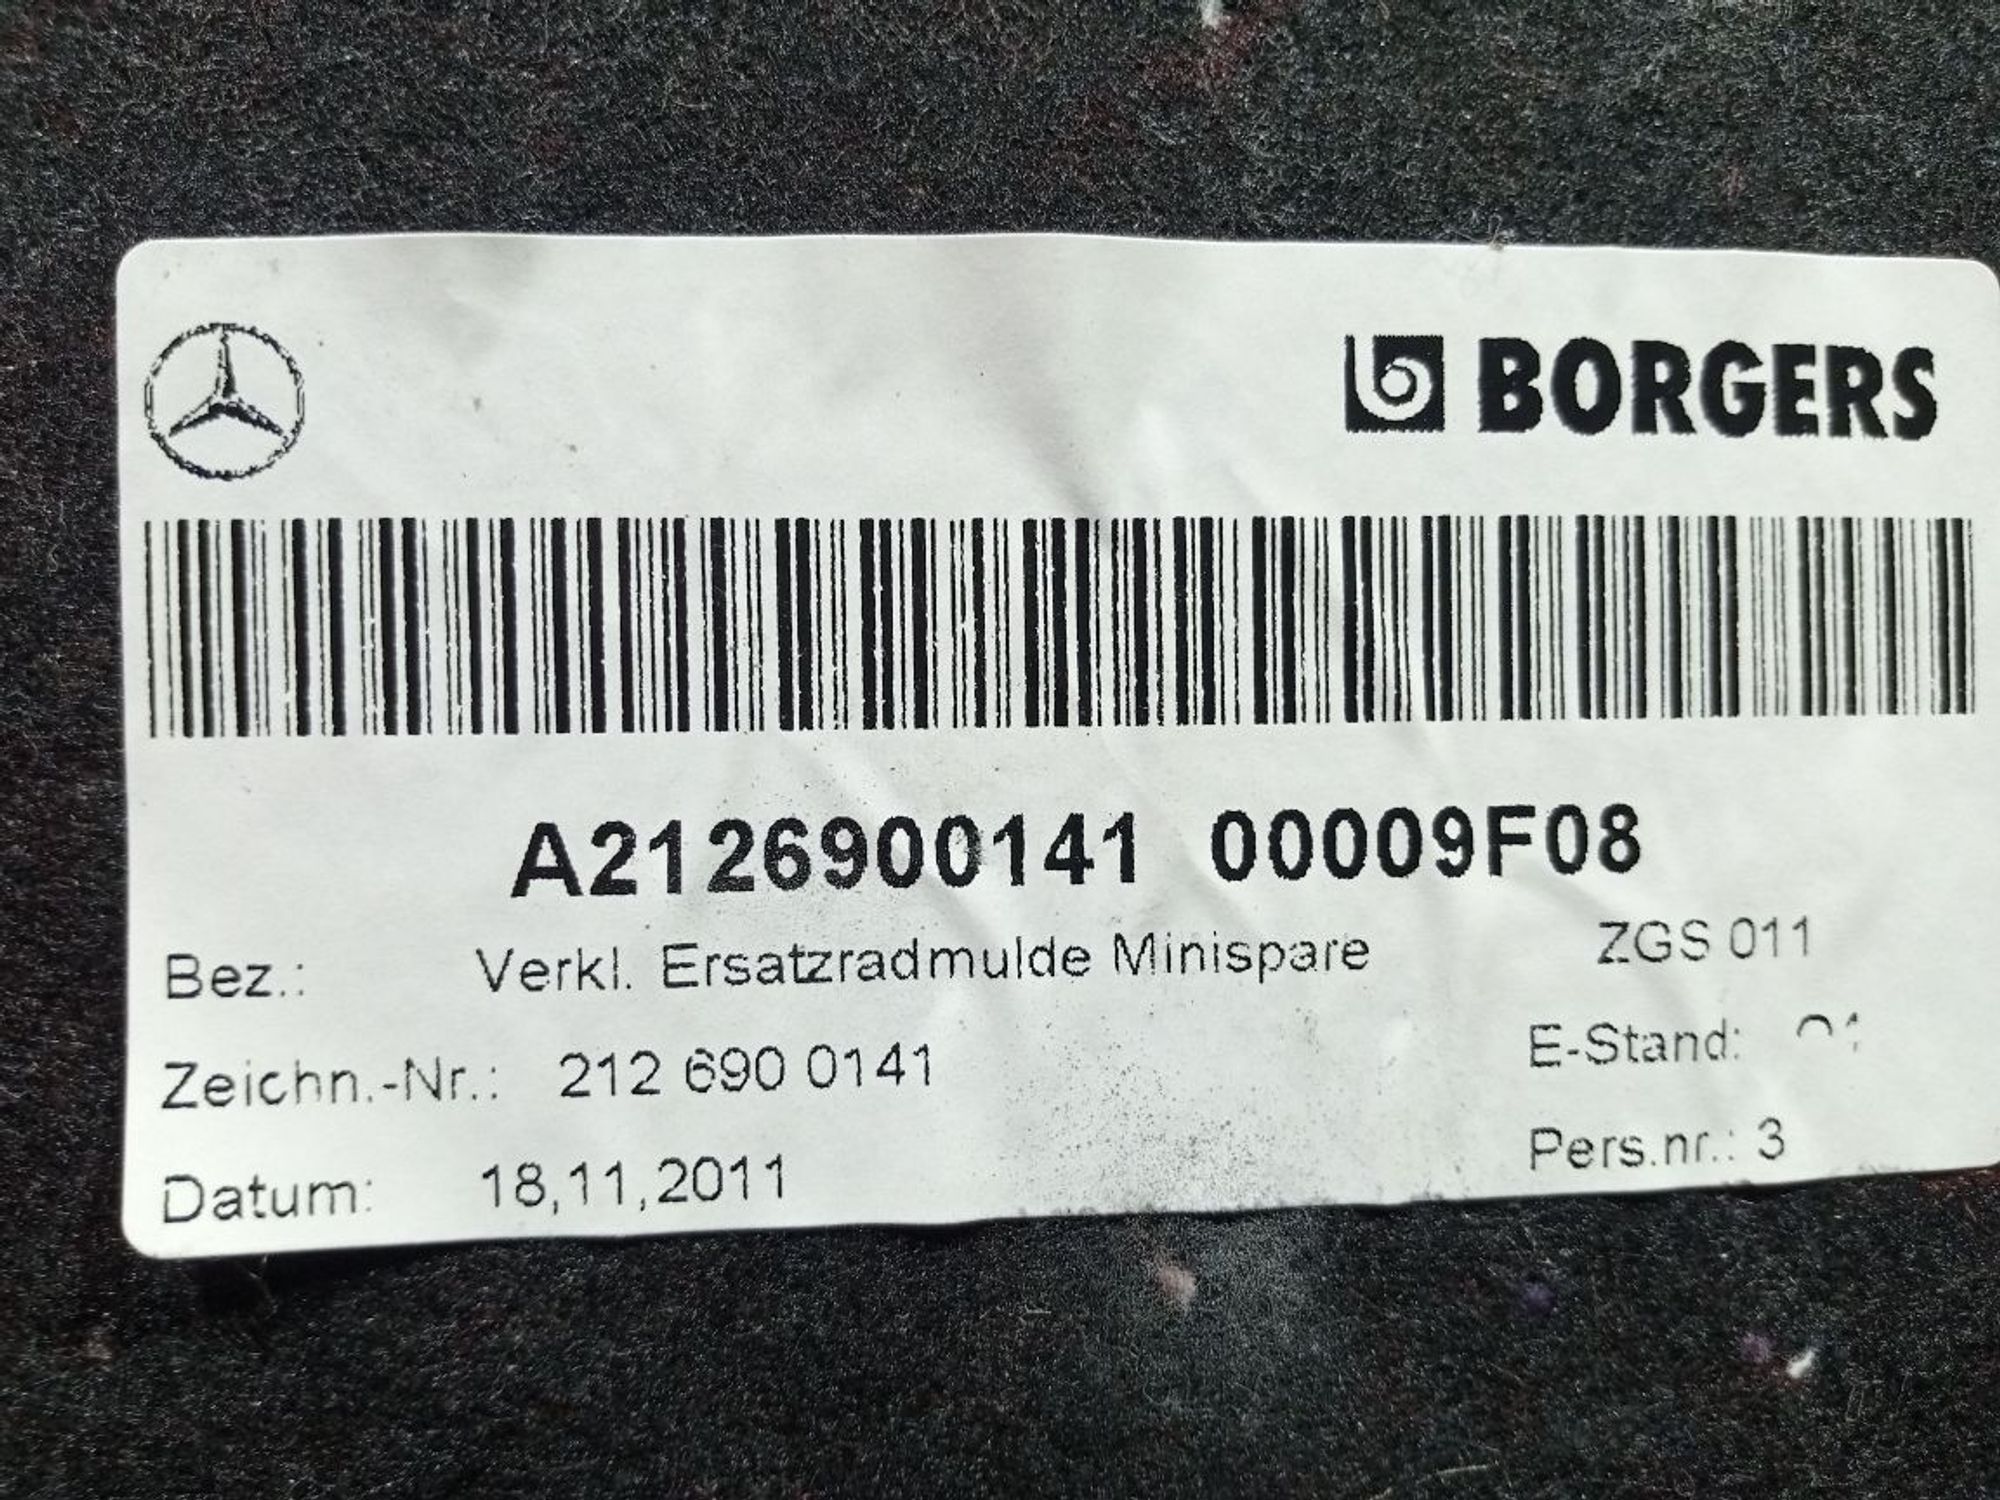 BORGERS
A2126900141 00009F08
Bez.: Verkl. Ersatzradmulde Minispare ZGS 011
Zeichn.-Nr.: 212 690 0141 E-Stand:
Datum: 18,11,2011 Pers.nr.: 3